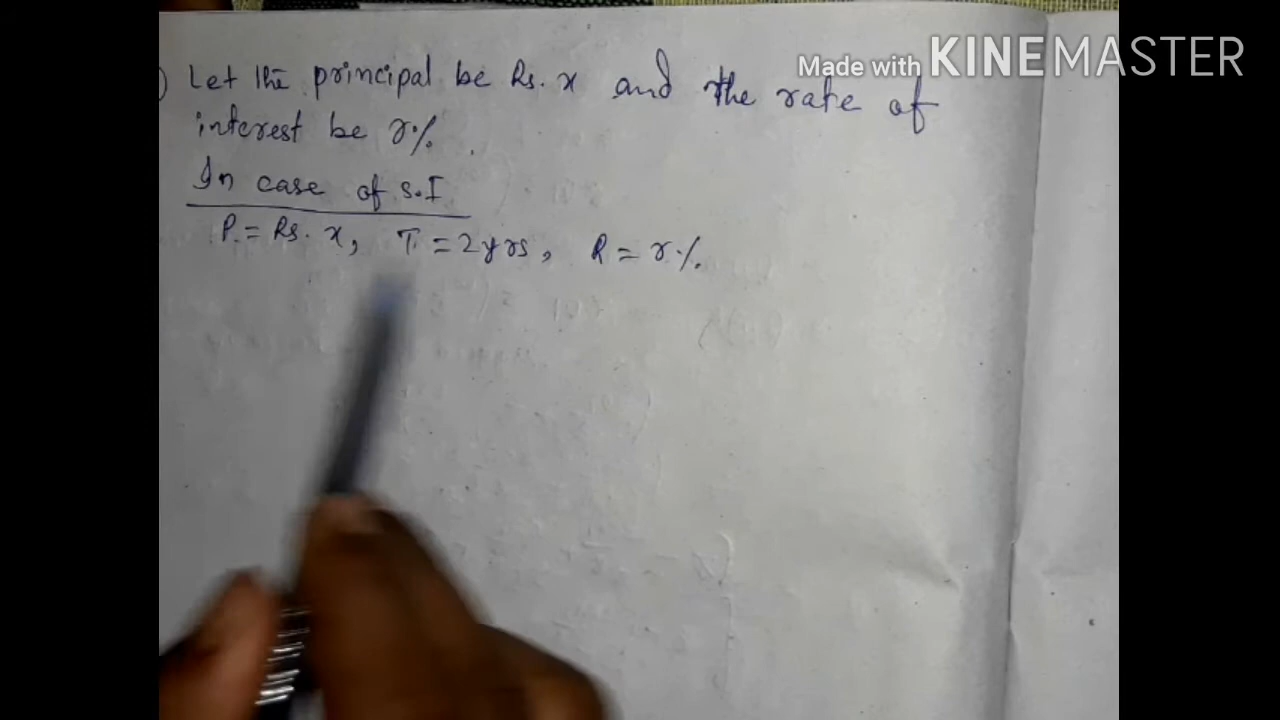 Made with KINEMASTER
) Let the principal be Rs. x and the rate of
interest be r%.
In case of S.I
P = Rs. x, T = 2yrs, R = r%.